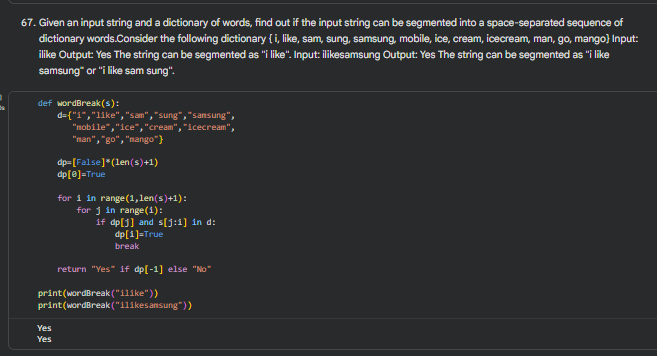 67. Given an input string and a dictionary of words, find out if the input string can be segmented into a space-separated sequence of
dictionary words.Consider the following dictionary { i, like, sam, sung, samsung, mobile, ice, cream, icecream, man, go, mango} Input:
ilike Output: Yes The string can be segmented as "i like". Input: ilikesamsung Output: Yes The string can be segmented as "i like
samsung" or "i like sam sung".
def wordBreak(s):
    d={"i","like","sam","sung","samsung",
       "mobile","ice","cream","icecream",
       "man","go","mango"}

    dp=[False]*(len(s)+1)
    dp[0]=True

    for i in range(1,len(s)+1):
        for j in range(i):
            if dp[j] and s[j:i] in d:
                dp[i]=True
                break

    return "Yes" if dp[-1] else "No"

print(wordBreak("ilike"))
print(wordBreak("ilikesamsung"))
Yes
Yes